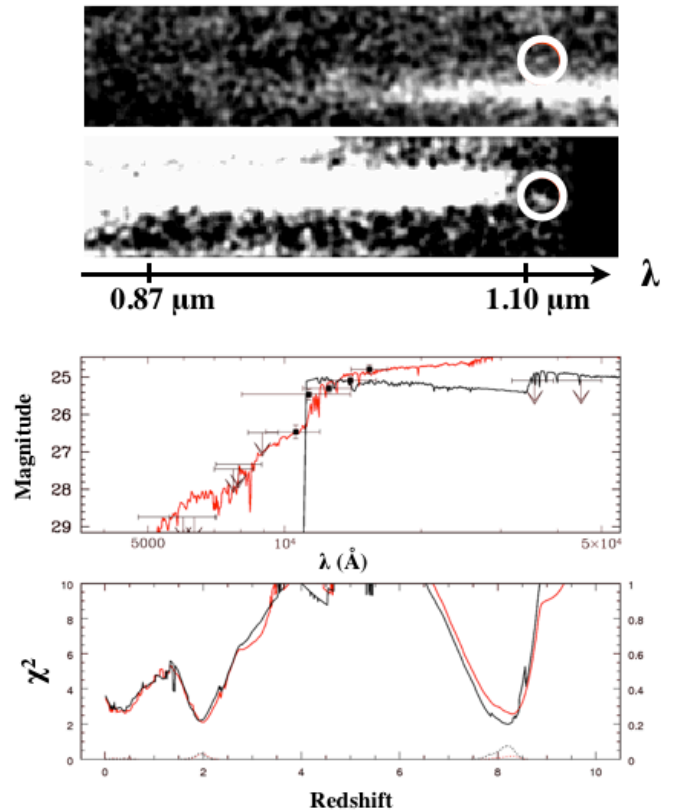 λ
0.87 μm 1.10 μm
25
26
27
28
29
Magnitude
5000 10⁴ 5×10⁴
λ (Å)
10 1
8 0.8
6 0.6
4 0.4
2 0.2
0 0
χ²
0 2 4 6 8 10
Redshift